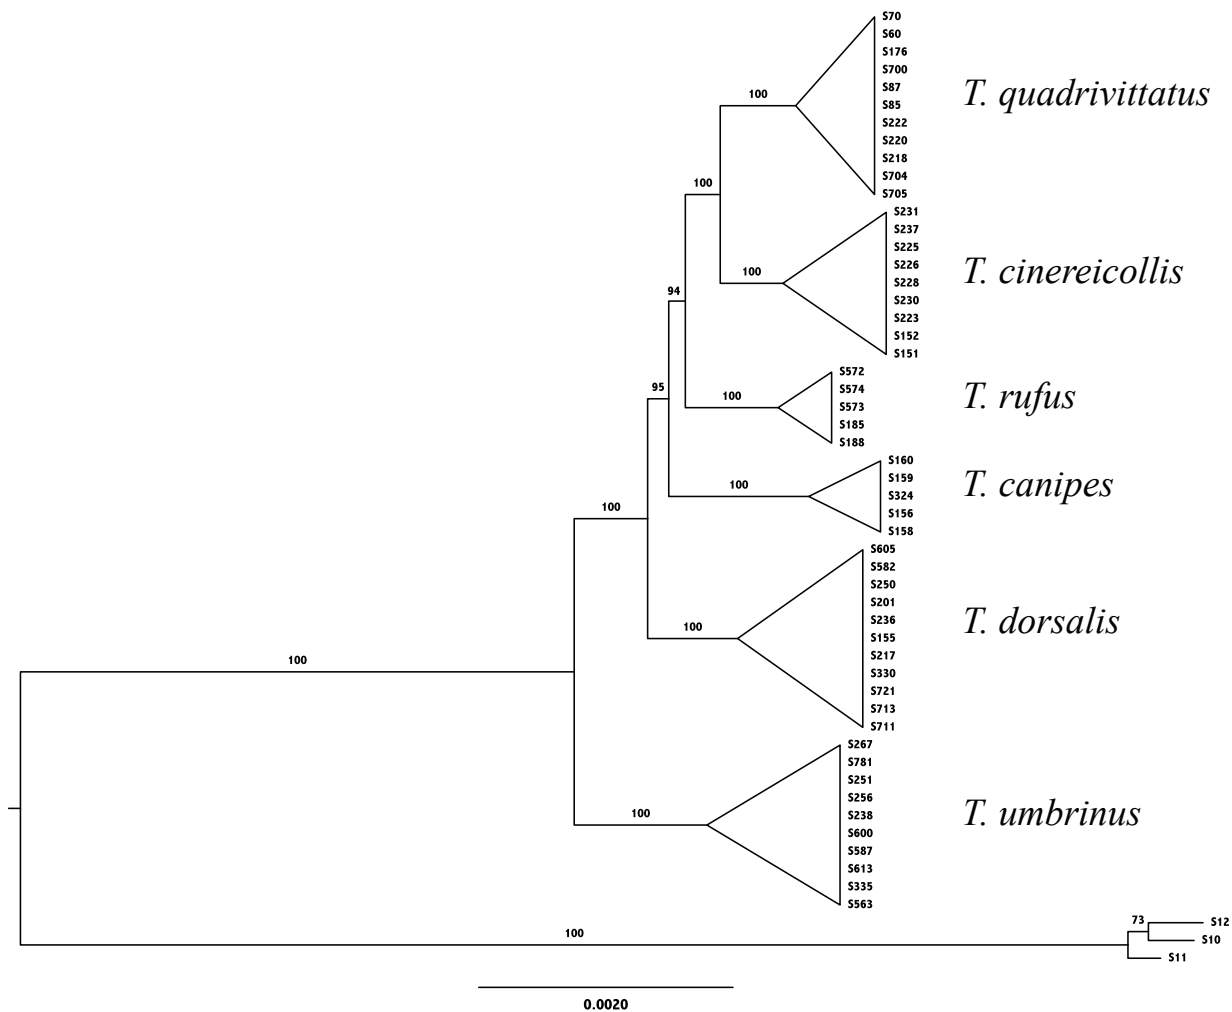 S70
S60
S176
S700
S87
S85
S222
S220
S218
S704
S705
100
T. quadrivittatus
100
S231
S237
S225
S226
S228
S230
S223
S152
S151
100
T. cinereicollis
94
S572
S574
S573
S185
S188
100
T. rufus
95
S160
S159
S324
S156
S158
100
T. canipes
100
S605
S582
S250
S201
S236
S155
S217
S330
S721
S713
S711
100
T. dorsalis
100
S267
S781
S251
S256
S238
S600
S587
S613
S335
S563
100
T. umbrinus
73
S12
S10
S11
100
0.0020